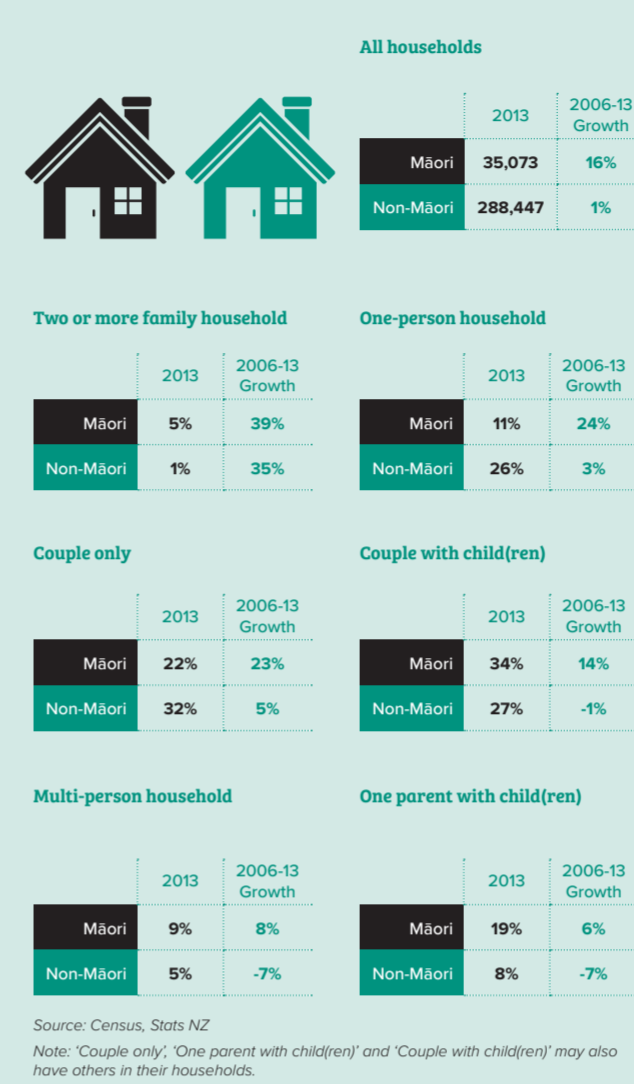 All households
2013 2006-13
Growth
Māori 35,073 16%
Non-Māori 288,447 1%
Two or more family household
2013 2006-13
Growth
Māori 5% 39%
Non-Māori 1% 35%
One-person household
2013 2006-13
Growth
Māori 11% 24%
Non-Māori 26% 3%
Couple only
2013 2006-13
Growth
Māori 22% 23%
Non-Māori 32% 5%
Couple with child(ren)
2013 2006-13
Growth
Māori 34% 14%
Non-Māori 27% -1%
Multi-person household
2013 2006-13
Growth
Māori 9% 8%
Non-Māori 5% -7%
One parent with child(ren)
2013 2006-13
Growth
Māori 19% 6%
Non-Māori 8% -7%
Source: Census, Stats NZ
Note: ‘Couple only’, ‘One parent with child(ren)’ and ‘Couple with child(ren)’ may also
have others in their households.